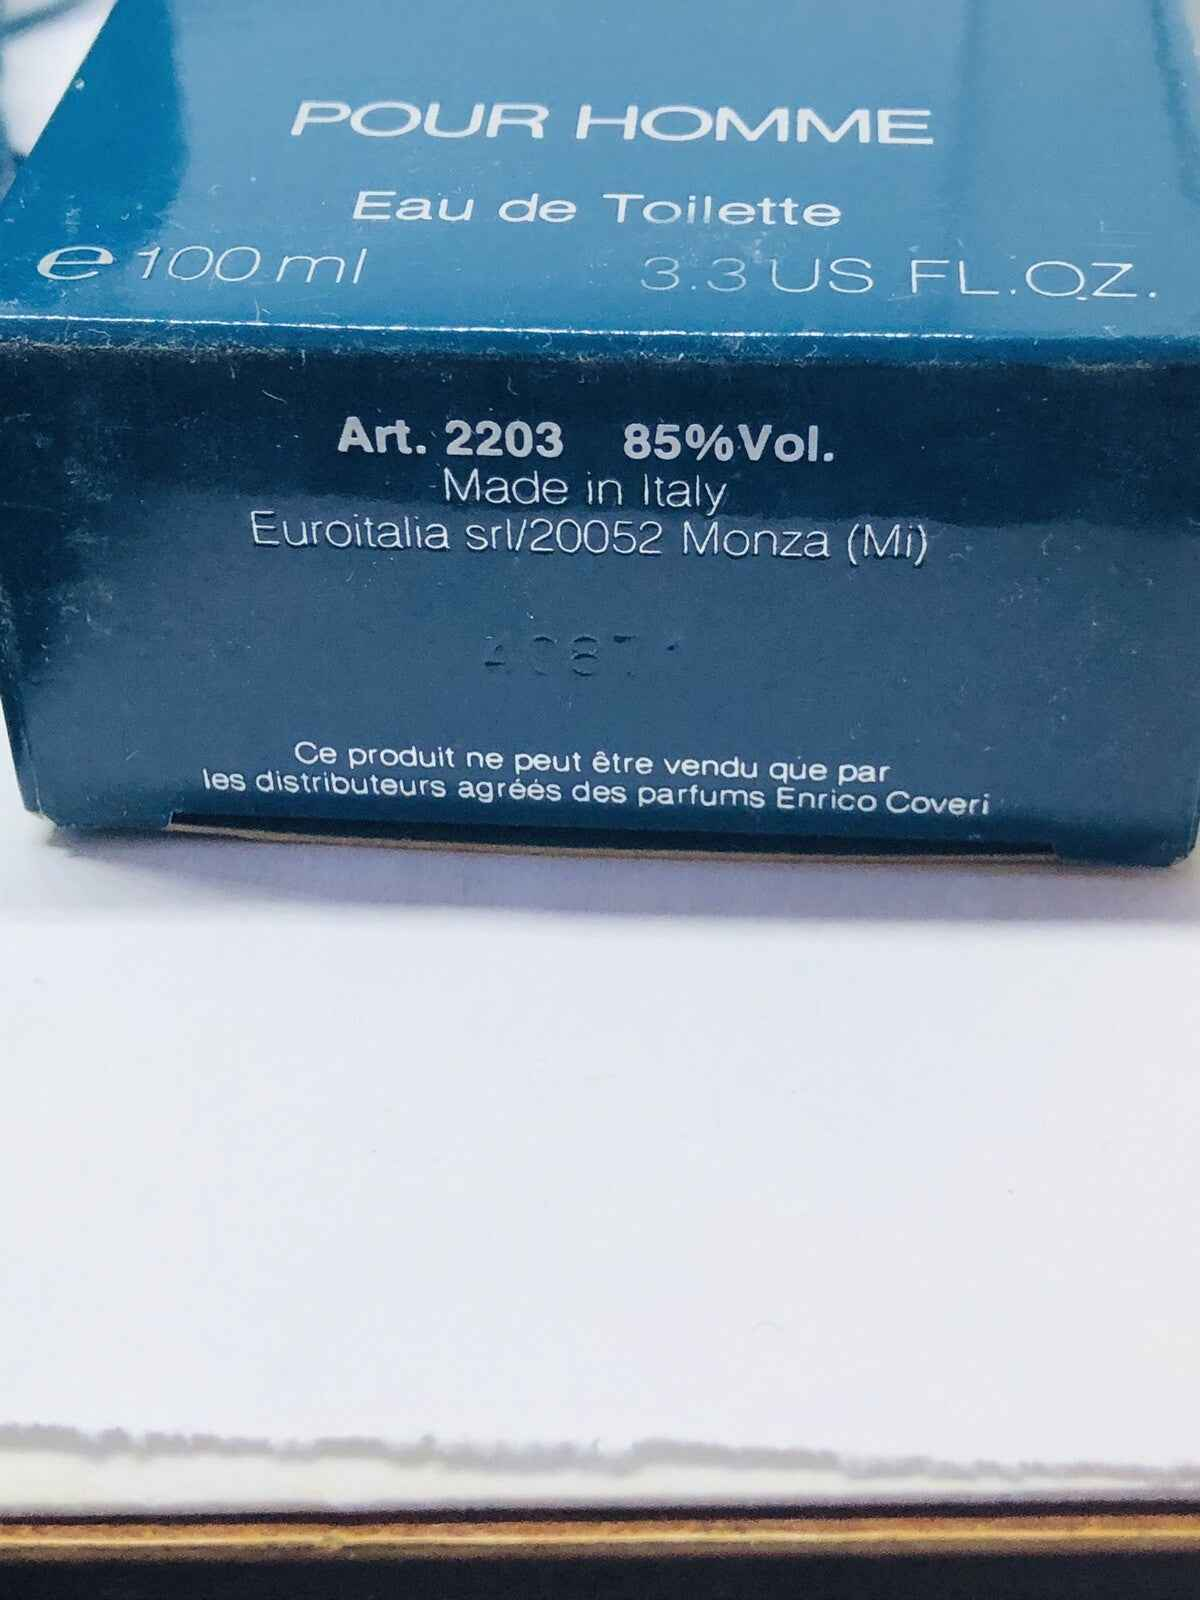 POUR HOMME
Eau de Toilette
e 100 ml 3.3 US FL.OZ.
Art. 2203 85%Vol.
Made in Italy
Euroitalia srl/20052 Monza (Mi)
Ce produit ne peut être vendu que par
les distributeurs agréés des parfums Enrico Coveri